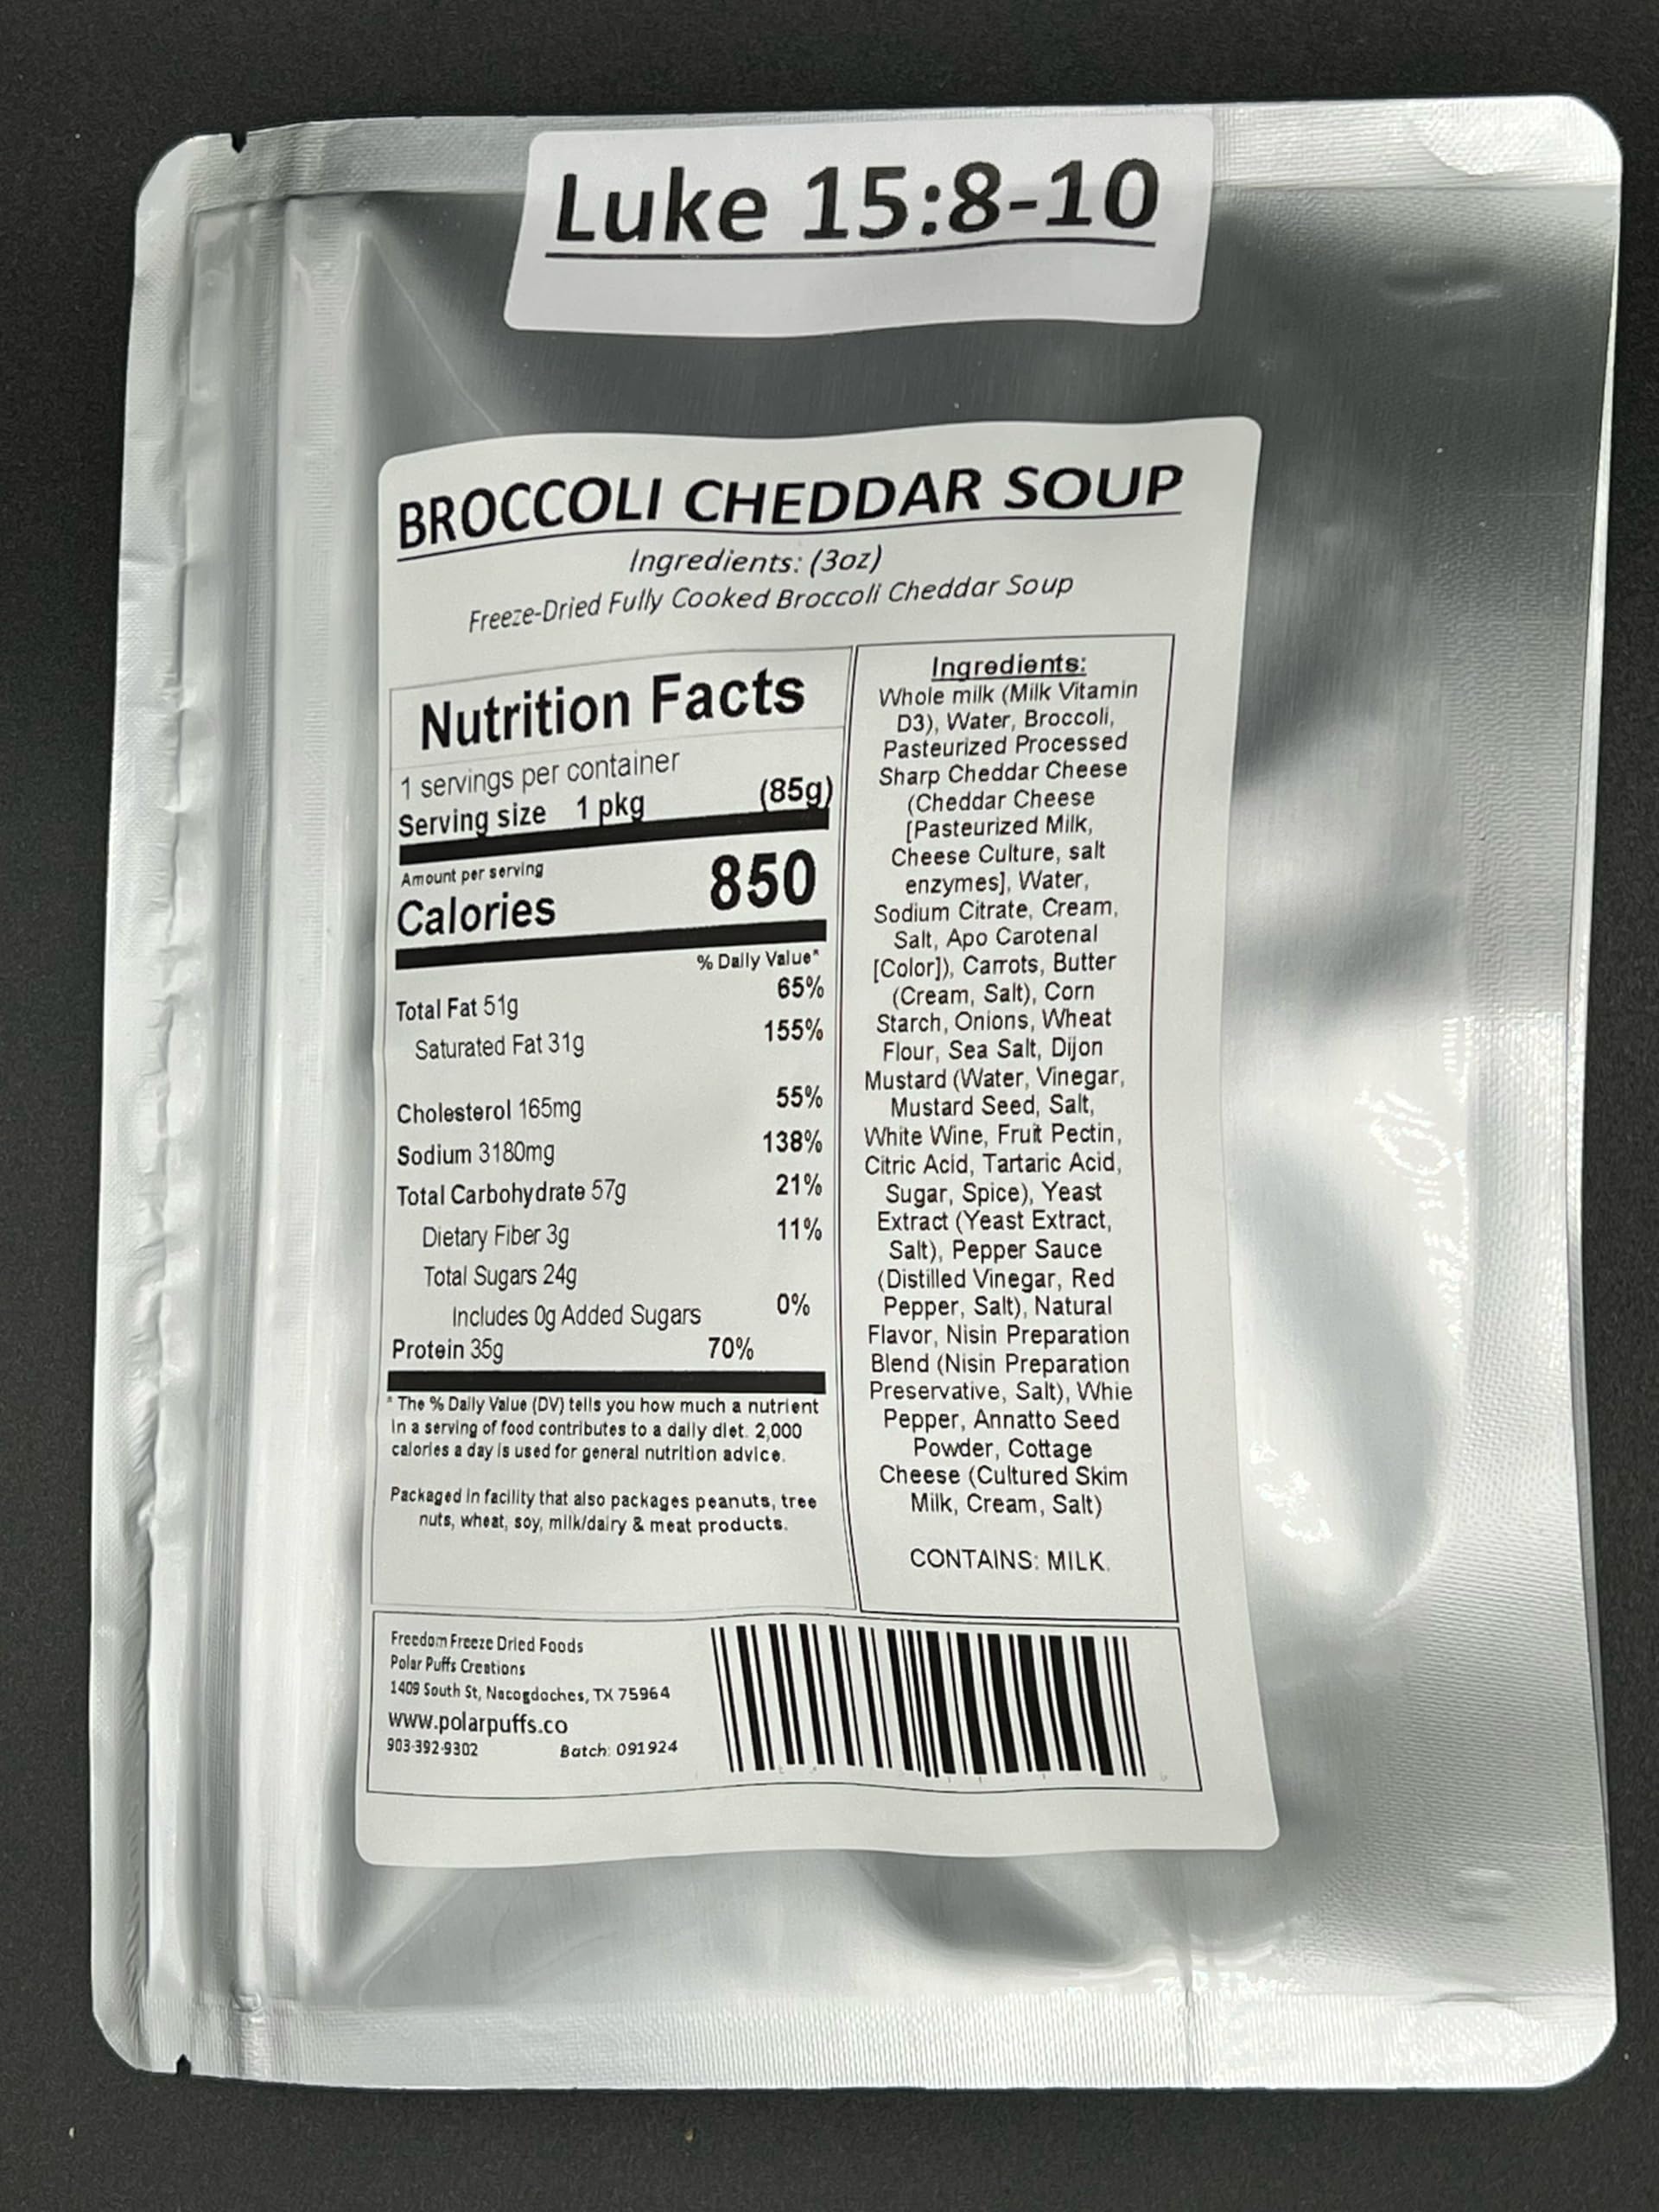 Luke 15:8-10
BROCCOLI CHEDDAR SOUP
Ingredients: (3oz)
Freeze-Dried Fully Cooked Broccoli Cheddar Soup
Nutrition Facts
1 servings per container
Serving size 1 pkg (85g)
Amount per serving
Calories 850
% Daily Value*
Total Fat 51g 65%
Saturated Fat 31g 155%
Cholesterol 165mg 55%
Sodium 3180mg 138%
Total Carbohydrate 57g 21%
Dietary Fiber 3g 11%
Total Sugars 24g
Includes 0g Added Sugars 0%
Protein 35g 70%
* The % Daily Value (DV) tells you how much a nutrient
in a serving of food contributes to a daily diet. 2,000
calories a day is used for general nutrition advice.
Packaged in facility that also packages peanuts, tree
nuts, wheat, soy, milk/dairy & meat products.
Ingredients:
Whole milk (Milk Vitamin
D3), Water, Broccoli,
Pasteurized Processed
Sharp Cheddar Cheese
(Cheddar Cheese
[Pasteurized Milk,
Cheese Culture, salt
enzymes], Water,
Sodium Citrate, Cream,
Salt, Apo Carotenal
[Color]), Carrots, Butter
(Cream, Salt), Corn
Starch, Onions, Wheat
Flour, Sea Salt, Dijon
Mustard (Water, Vinegar,
Mustard Seed, Salt,
White Wine, Fruit Pectin,
Citric Acid, Tartaric Acid,
Sugar, Spice), Yeast
Extract (Yeast Extract,
Salt), Pepper Sauce
(Distilled Vinegar, Red
Pepper, Salt), Natural
Flavor, Nisin Preparation
Blend (Nisin Preparation
Preservative, Salt), Whie
Pepper, Annatto Seed
Powder, Cottage
Cheese (Cultured Skim
Milk, Cream, Salt)
CONTAINS: MILK.
Freedom Freeze Dried Foods
Polar Puffs Creations
1409 South St, Nacogdoches, TX 75964
www.polarpuffs.co
903-392-9302 Batch: 091924